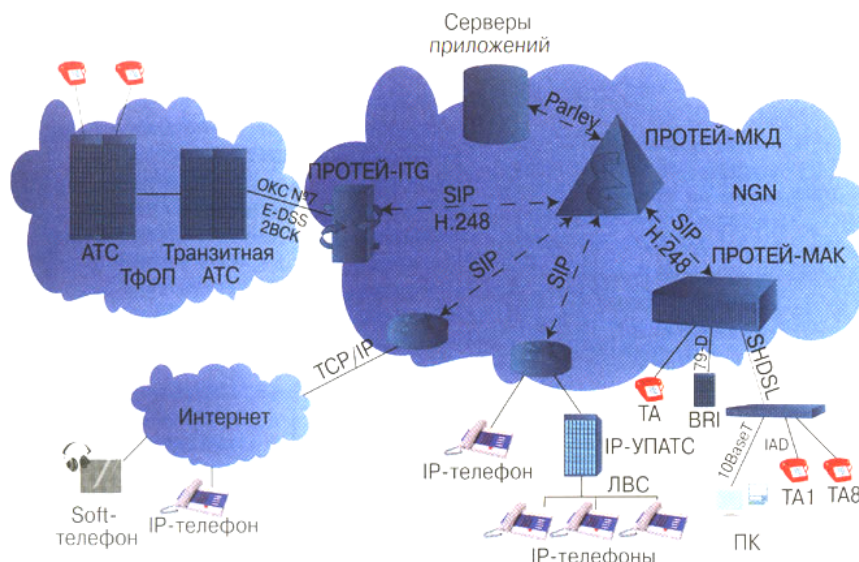 Серверы
приложений
Parley
ПРОТЕЙ-МКД
ПРОТЕЙ-ITG
NGN
ОКС №7
E-DSS
2ВСК
SIP
H.248
SIP
H.248
ПРОТЕЙ-МАК
АТС
Транзитная
АТС
ТфОП
SIP
SIP
TCP/IP
Интернет
SHDSL
TA
BRI
IP-телефон
IP-УПАТС
10BaseT
IAD
TA1
TA8
ЛВС
Soft-
телефон
IP-телефон
IP-телефоны
ПК